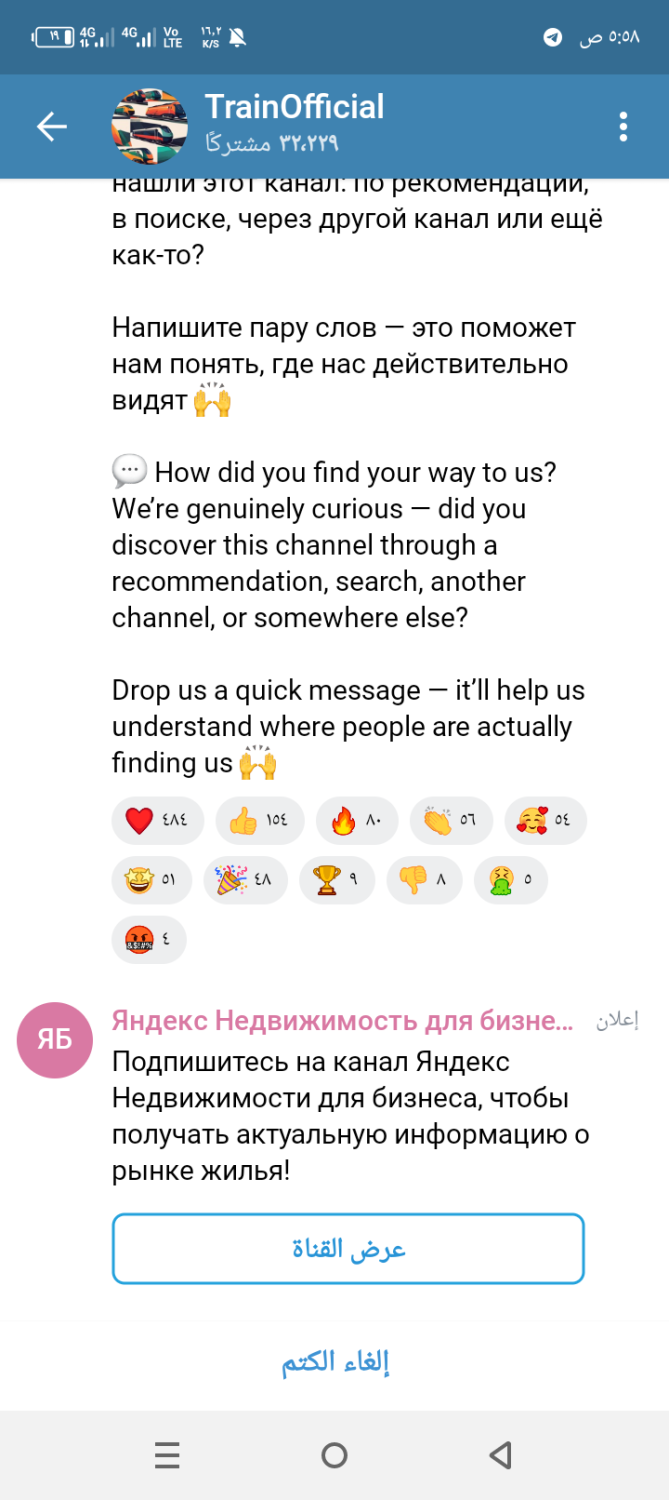 ١٩ 4G 4G Vo LTE ١٦,٢ K/S ٥:٥٨ ص
TrainOfficial
٣٢،٢٢٩ مشتركًا
нашли этот канал: по рекомендации,
в поиске, через другой канал или ещё
как-то?
Напишите пару слов — это поможет
нам понять, где нас действительно
видят 🙌
💬 How did you find your way to us?
We’re genuinely curious — did you
discover this channel through a
recommendation, search, another
channel, or somewhere else?
Drop us a quick message — it’ll help us
understand where people are actually
finding us 🙌
❤️ ٤٨٤ 👍 ١٥٤ 🔥 ٨٠ 👏 ٥٦ 🥰 ٥٤
🤩 ٥١ 🎉 ٤٨ 🏆 ٩ 👎 ٨ 🤮 ٥
🤬 ٤
ЯБ
Яндекс Недвижимость для бизне... إعلان
Подпишитесь на канал Яндекс
Недвижимости для бизнеса, чтобы
получать актуальную информацию о
рынке жилья!
عرض القناة
إلغاء الكتم